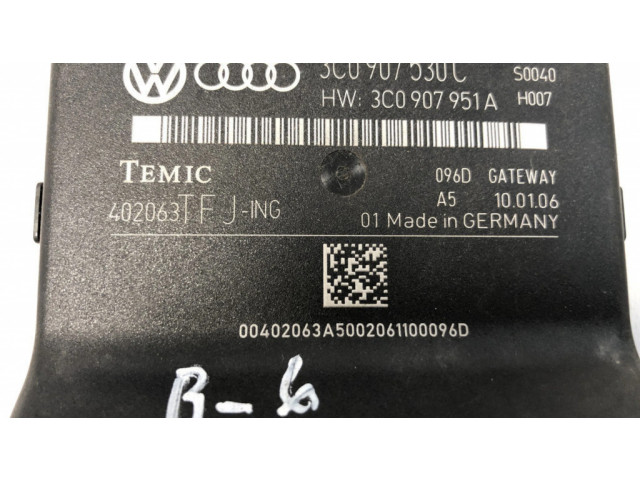 3C0 907 530 C S0040
HW: 3C0 907 951 A H007
TEMIC 096D GATEWAY
402063TFJ-ING A5 10.01.06
01 Made in GERMANY
00402063A5002061100096D
B-6